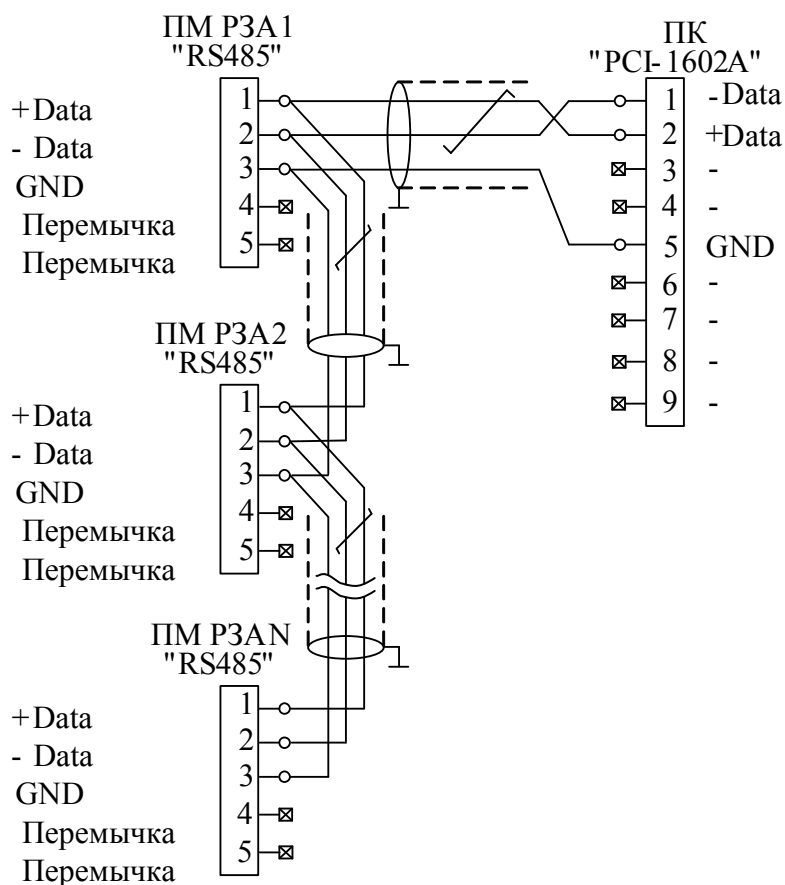 ПМ РЗА1
"RS485"
+Data
- Data
GND
Перемычка
Перемычка
1
2
3
4
5
ПК
"PCI-1602A"
1 -Data
2 +Data
3 -
4 -
5 GND
6 -
7 -
8 -
9 -
ПМ РЗА2
"RS485"
+Data
- Data
GND
Перемычка
Перемычка
1
2
3
4
5
ПМ РЗАN
"RS485"
+Data
- Data
GND
Перемычка
Перемычка
1
2
3
4
5